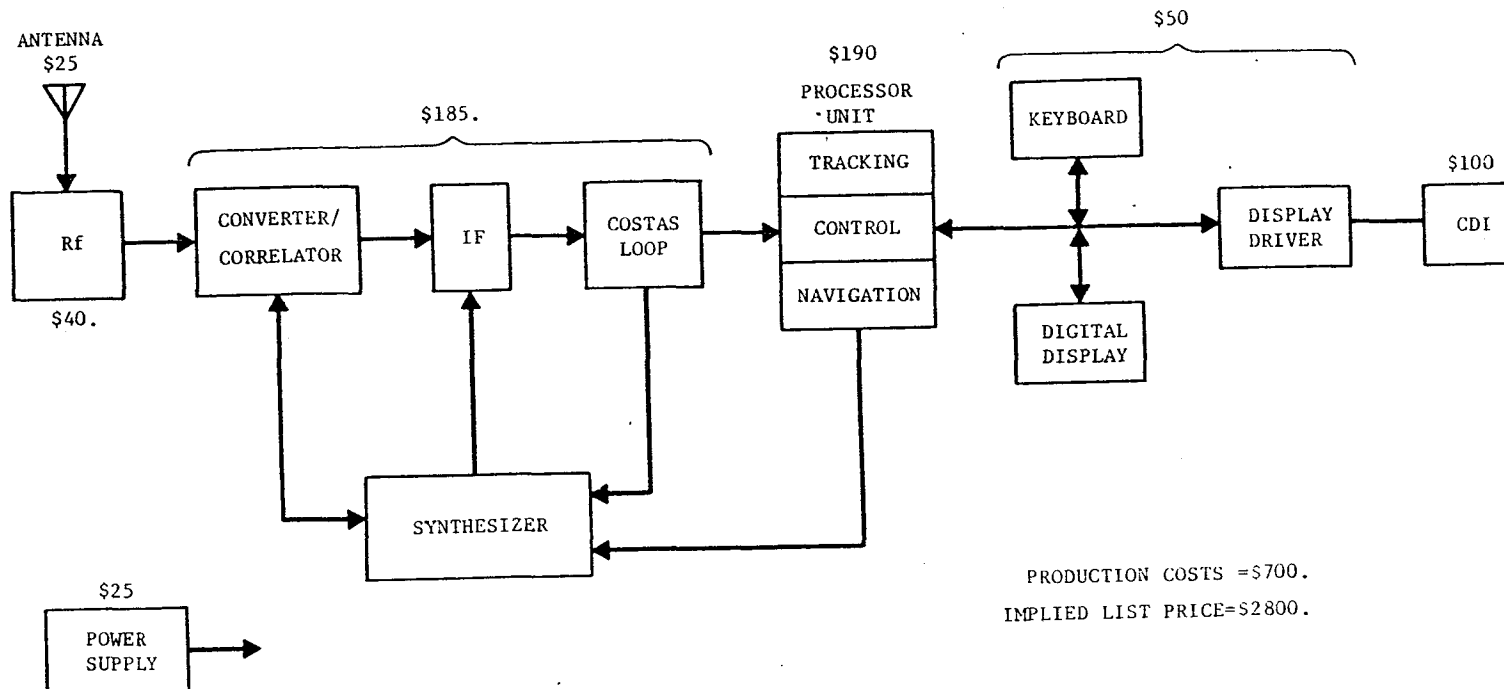 ANTENNA
$25
Rf
$40.
$185.
CONVERTER/
CORRELATOR
IF
COSTAS
LOOP
SYNTHESIZER
$190
PROCESSOR
UNIT
TRACKING
CONTROL
NAVIGATION
$50
KEYBOARD
DIGITAL
DISPLAY
DISPLAY
DRIVER
$100
CDI
$25
POWER
SUPPLY
PRODUCTION COSTS =$700.
IMPLIED LIST PRICE=$2800.